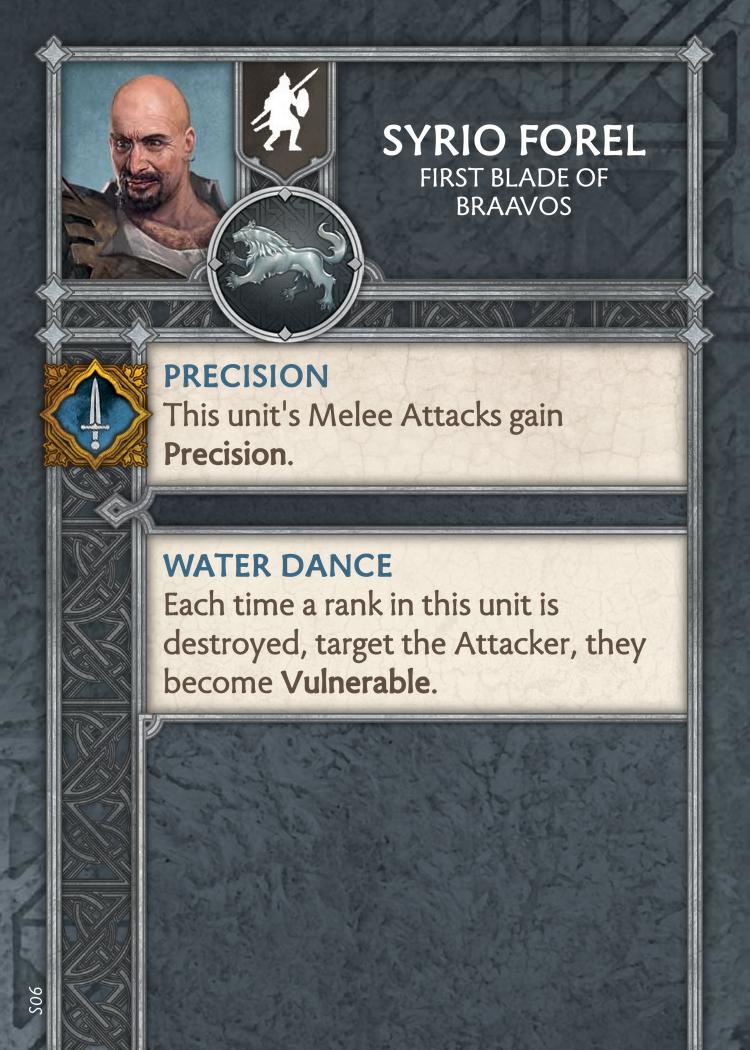 SYRIO FOREL
FIRST BLADE OF
BRAAVOS
PRECISION
This unit's Melee Attacks gain
Precision.
WATER DANCE
Each time a rank in this unit is
destroyed, target the Attacker, they
become Vulnerable.
S06